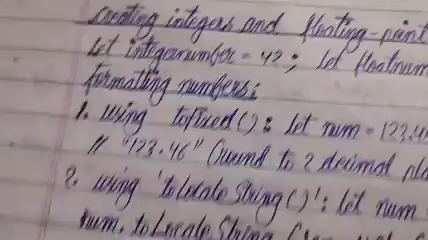 creating integers and floating-point
let integernumber = 42; let floatnum
formatting numbers:
1. using toFixed(): let num = 123.4
// "123.46" (round to 2 decimal pla
2. using 'toLocaleString()': let num
num. toLocaleString